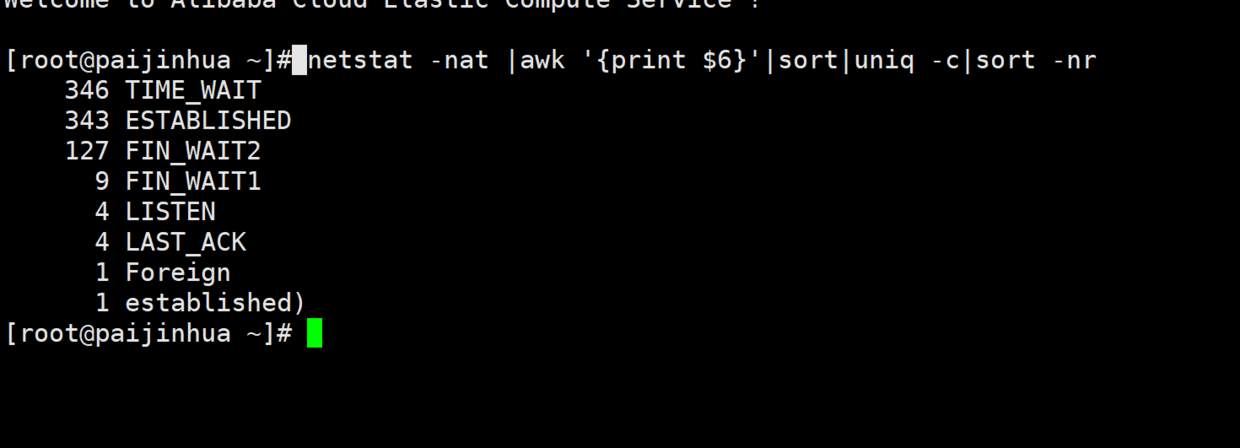 Welcome to Alibaba Cloud Elastic Compute Service !
[root@paijinhua ~]# netstat -nat |awk '{print $6}'|sort|uniq -c|sort -nr
346 TIME_WAIT
343 ESTABLISHED
127 FIN_WAIT2
9 FIN_WAIT1
4 LISTEN
4 LAST_ACK
1 Foreign
1 established)
[root@paijinhua ~]#